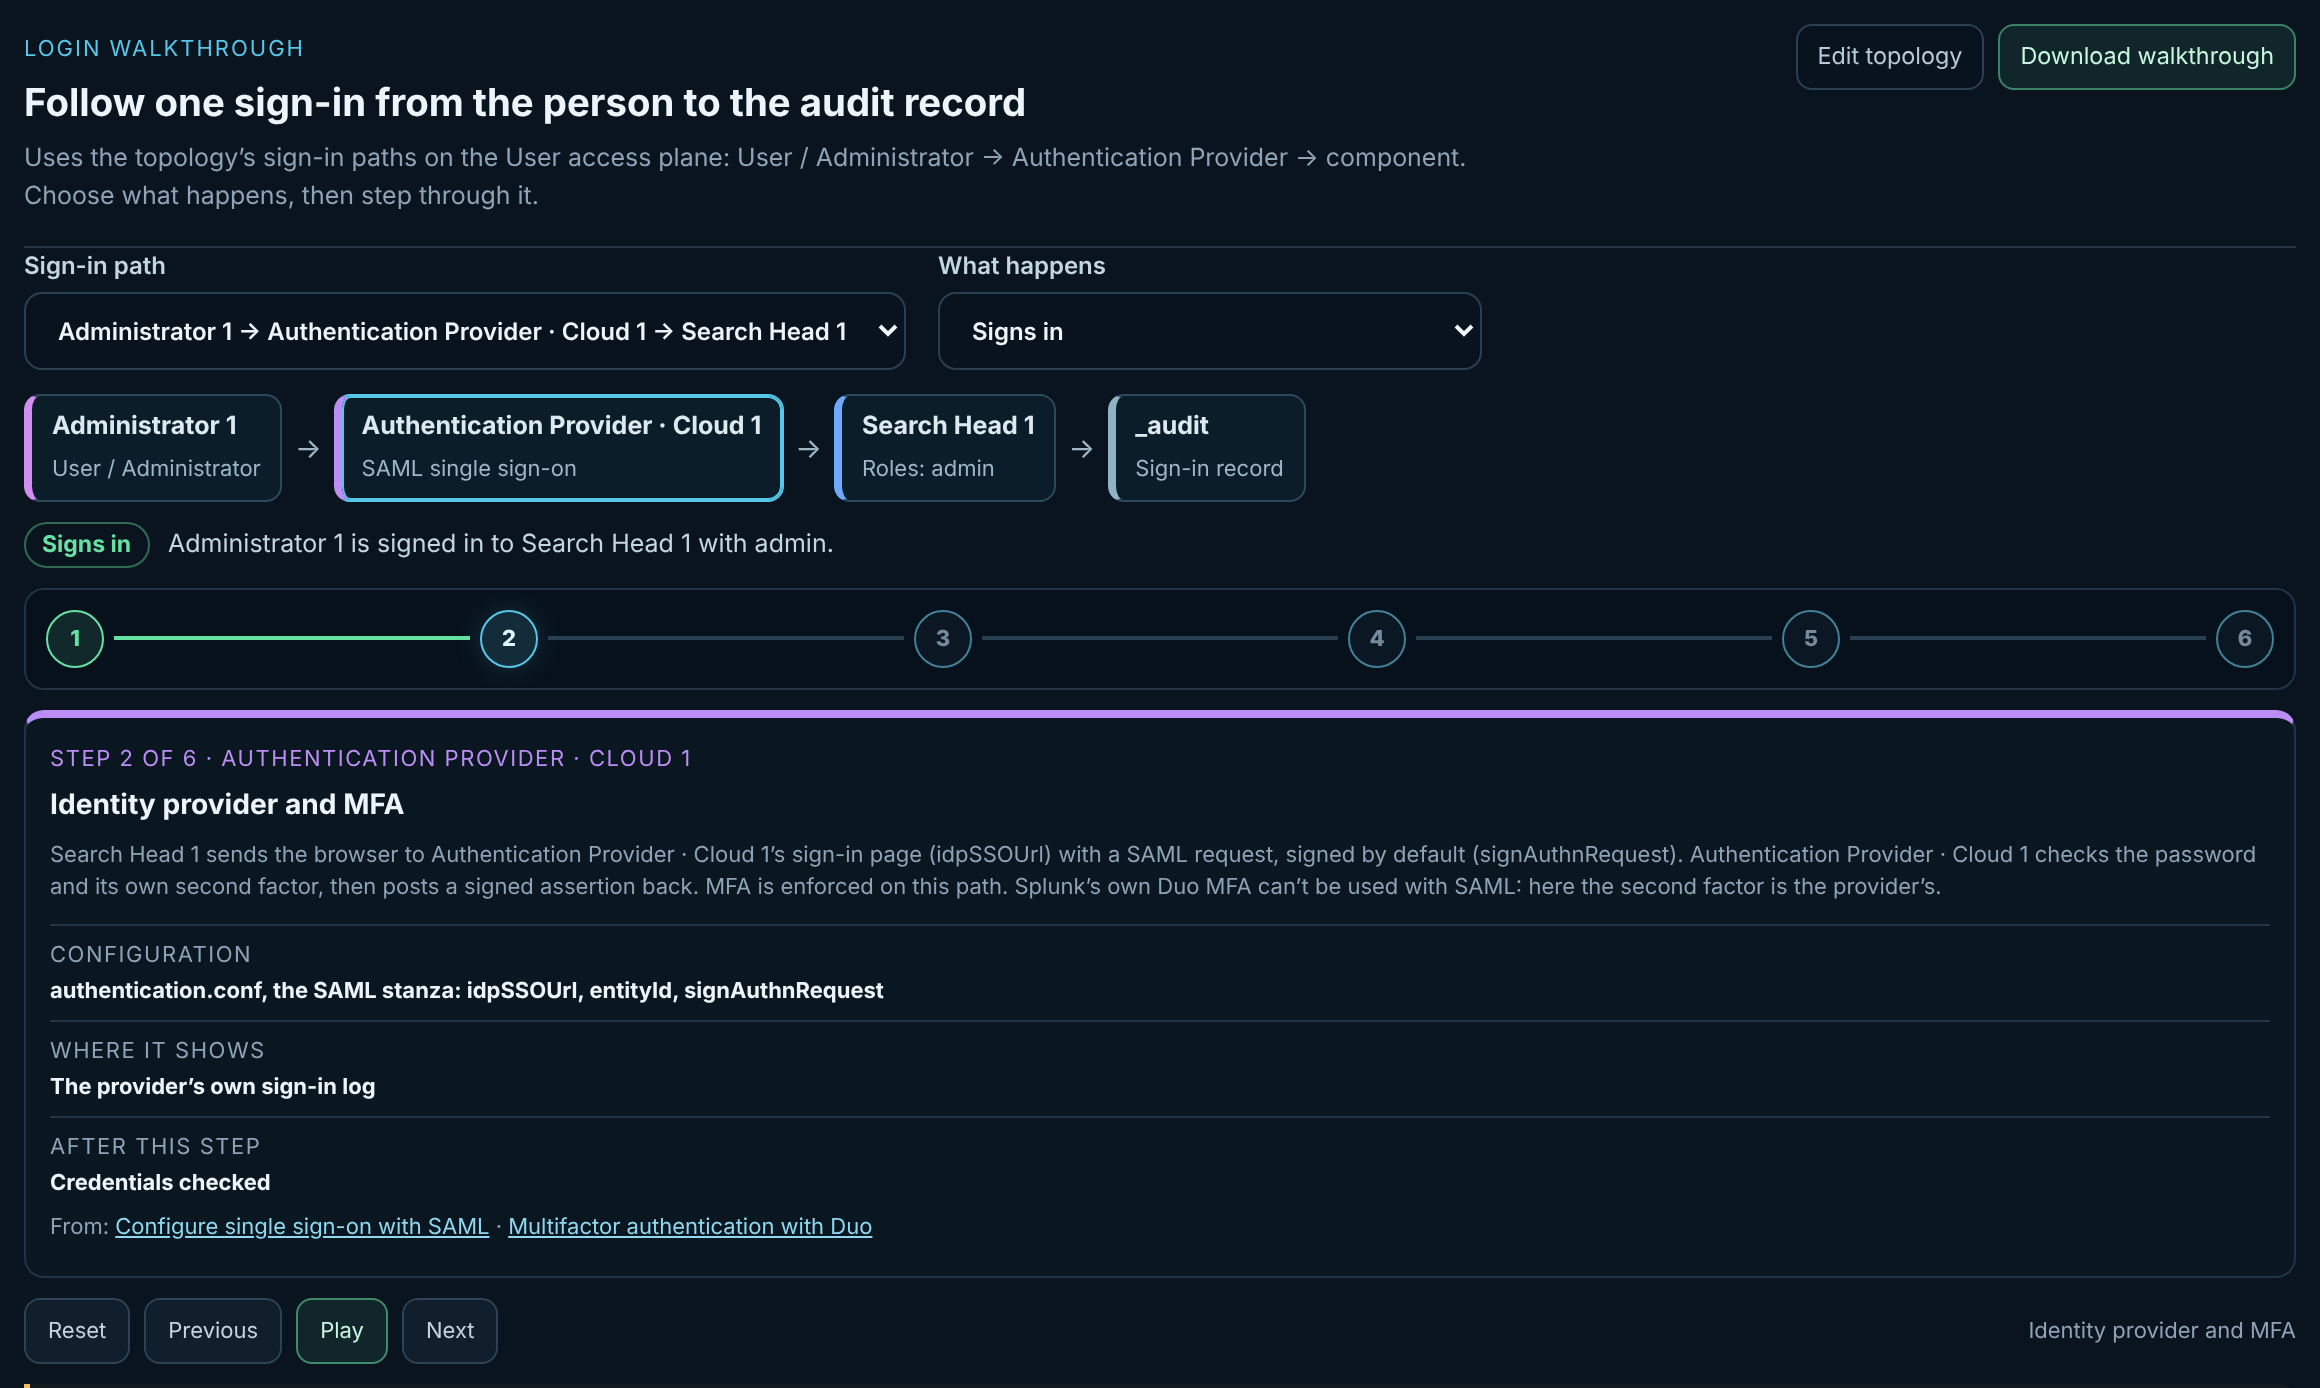 LOGIN WALKTHROUGH
Edit topology
Download walkthrough
Follow one sign-in from the person to the audit record
Uses the topology’s sign-in paths on the User access plane: User / Administrator → Authentication Provider → component.
Choose what happens, then step through it.
Sign-in path
What happens
Administrator 1 → Authentication Provider · Cloud 1 → Search Head 1
Signs in
Administrator 1
User / Administrator
→
Authentication Provider · Cloud 1
SAML single sign-on
→
Search Head 1
Roles: admin
→
_audit
Sign-in record
Signs in
Administrator 1 is signed in to Search Head 1 with admin.
1
2
3
4
5
6
STEP 2 OF 6 · AUTHENTICATION PROVIDER · CLOUD 1
Identity provider and MFA
Search Head 1 sends the browser to Authentication Provider · Cloud 1’s sign-in page (idpSSOUrl) with a SAML request, signed by default (signAuthnRequest). Authentication Provider · Cloud 1 checks the password
and its own second factor, then posts a signed assertion back. MFA is enforced on this path. Splunk’s own Duo MFA can’t be used with SAML: here the second factor is the provider’s.
CONFIGURATION
authentication.conf, the SAML stanza: idpSSOUrl, entityId, signAuthnRequest
WHERE IT SHOWS
The provider’s own sign-in log
AFTER THIS STEP
Credentials checked
From: Configure single sign-on with SAML · Multifactor authentication with Duo
Reset
Previous
Play
Next
Identity provider and MFA